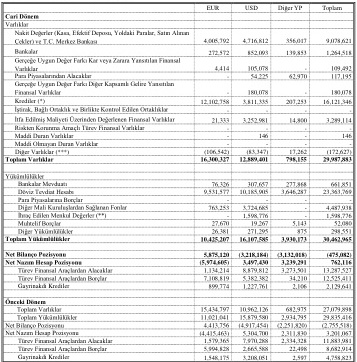 EUR USD Diğer YP Toplam
Cari Dönem
Varlıklar
Nakit Değerler (Kasa, Efektif Deposu, Yoldaki Paralar, Satın Alınan
Çekler) ve T.C. Merkez Bankası 4.005,792 4,716,812 356,017 9,078,621
Bankalar 272,572 852,093 139,853 1,264,518
Gerçeğe Uygun Değer Farkı Kar veya Zarara Yansıtılan Finansal
Varlıklar 4,414 105,078 - 109,492
Para Piyasalarından Alacaklar - 54,225 62,970 117,195
Gerçeğe Uygun Değer Farkı Diğer Kapsamlı Gelire Yansıtılan
Finansal Varlıklar - 180,078 - 180,078
Krediler (*) 12,102,758 3,811,335 207,253 16,121,346
İştirak, Bağlı Ortaklık ve Birlikte Kontrol Edilen Ortaklıklar - - - -
İtfa Edilmiş Maliyeti Üzerinden Değerlenen Finansal Varlıklar 21,333 3,252,981 14,800 3,289,114
Riskten Korunma Amaçlı Türev Finansal Varlıklar - - - -
Maddi Duran Varlıklar - 146 - 146
Maddi Olmayan Duran Varlıklar - - - -
Diğer Varlıklar (***) (106,542) (83,347) 17,262 (172,627)
Toplam Varlıklar 16,300,327 12,889,401 798,155 29,987,883
Yükümlülükler
Bankalar Mevduatı 76,326 307,657 277,868 661,851
Döviz Tevdiat Hesabı 9,531,577 10,185,905 3,646,287 23,363,769
Para Piyasalarına Borçlar - - - -
Diğer Mali Kuruluşlardan Sağlanan Fonlar 763,253 3,724,685 - 4,487,938
İhraç Edilen Menkul Değerler (**) - 1,598,776 - 1,598,776
Muhtelif Borçlar 27,670 19,267 5,143 52,080
Diğer Yükümlülükler 26,381 271,295 875 298,551
Toplam Yükümlülükler 10,425,207 16,107,585 3,930,173 30,462,965
Net Bilanço Pozisyonu 5,875,120 (3,218,184) (3,132,018) (475,082)
Net Nazım Hesap Pozisyonu (5,974,605) 3,497,430 3,239,291 762,116
Türev Finansal Araçlardan Alacaklar 1,134,214 8,879,812 3,273,501 13,287,527
Türev Finansal Araçlardan Borçlar 7,108,819 5,382,382 34,210 12,525,411
Gayrinakdi Krediler 899,774 1,227,761 2,106 2,129,641
Önceki Dönem
Toplam Varlıklar 15,434,797 10,962,126 682,975 27,079,898
Toplam Yükümlülükler 11,021,041 15,879,580 2,934,795 29,835,416
Net Bilanço Pozisyonu 4,413,756 (4,917,454) (2,251,820) (2,755,518)
Net Nazım Hesap Pozisyonu (4,415,463) 5,304,700 2,311,830 3,201,067
Türev Finansal Araçlardan Alacaklar 1,579,365 7,970,288 2,334,328 11,883,981
Türev Finansal Araçlardan Borçlar 5,994,828 2,665,588 22,498 8,682,914
Gayrinakdi Krediler 1,548,175 3,208,051 2,597 4,758,823